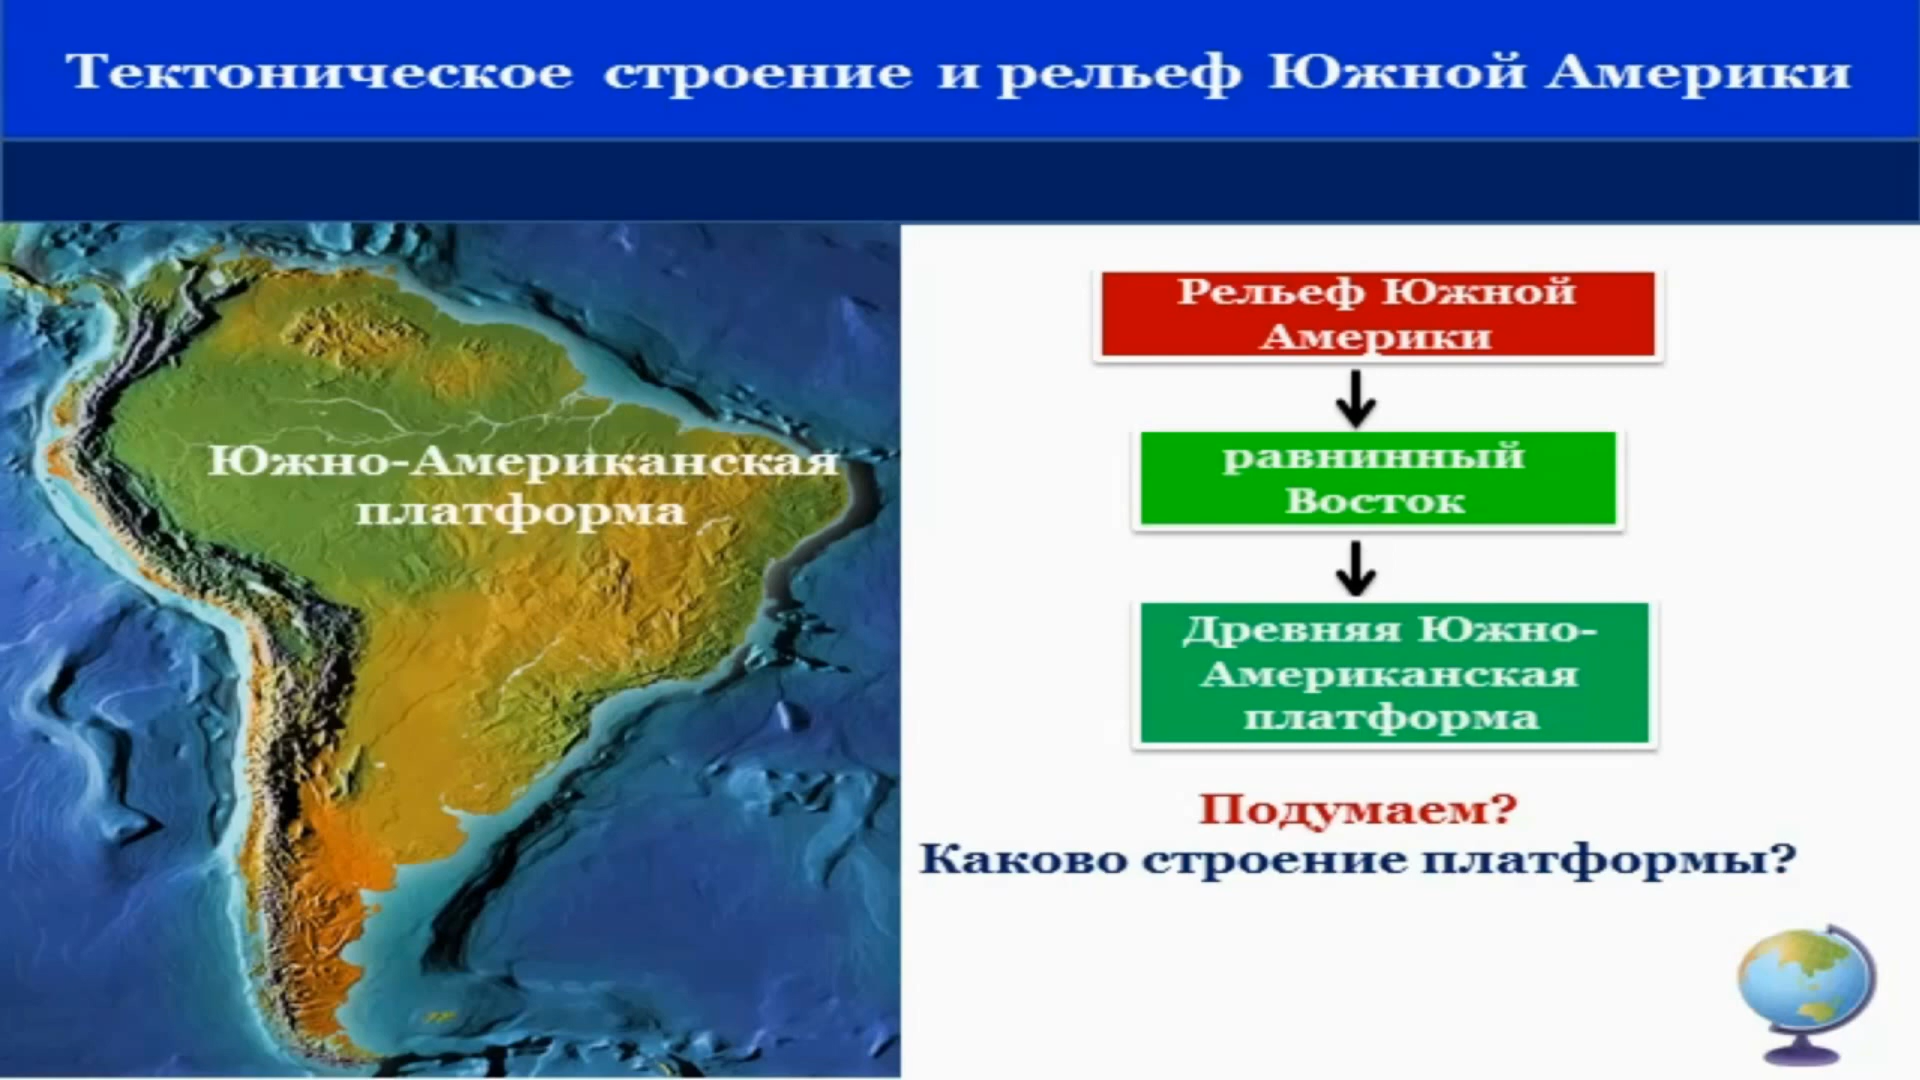 Тектоническое строение и рельеф Южной Америки
Южно-Американская
платформа
Рельеф Южной
Америки
равнинный
Восток
Древняя Южно-
Американская
платформа
Подумаем?
Каково строение платформы?